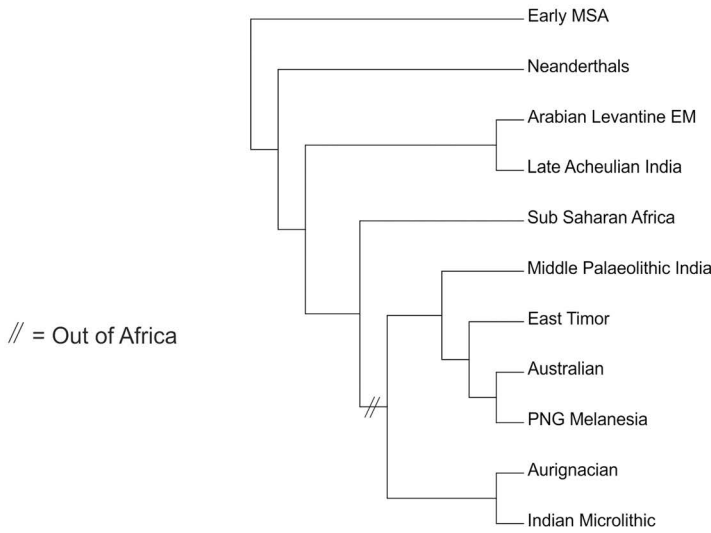 Early MSA
Neanderthals
Arabian Levantine EM
Late Acheulian India
Sub Saharan Africa
Middle Palaeolithic India
East Timor
// = Out of Africa
Australian
PNG Melanesia
//
Aurignacian
Indian Microlithic